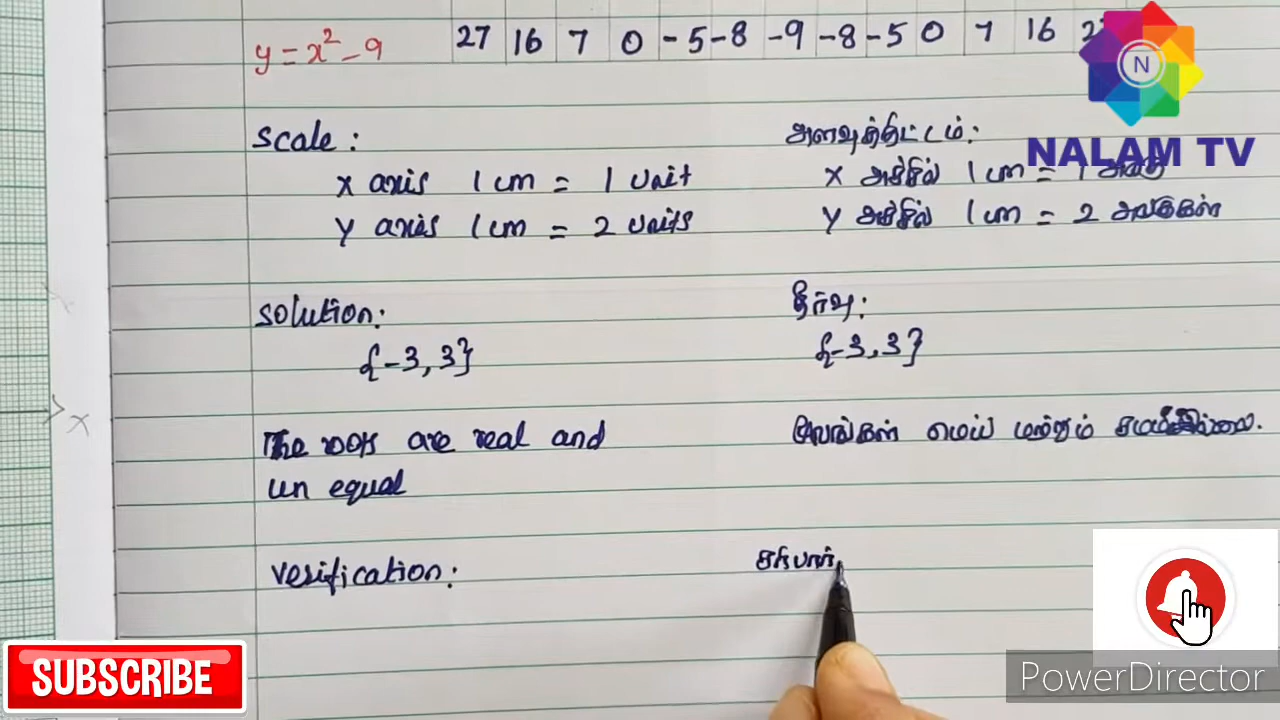 y = x² - 9 27 16 7 0 -5 -8 -9 -8 -5 0 7 16
NALAM TV
Scale: அளவுத்திட்டம்:
X axis 1 cm = 1 unit X அச்சில் 1 cm = 1 அலகு
Y axis 1 cm = 2 units Y அச்சில் 1 cm = 2 அலகுகள்
Solution: தீர்வு:
{-3, 3} {-3, 3}
The roots are real and மூலங்கள் மெய் மற்றும்
un equal
Verification: சரிபார்
x
SUBSCRIBE
PowerDirector
N